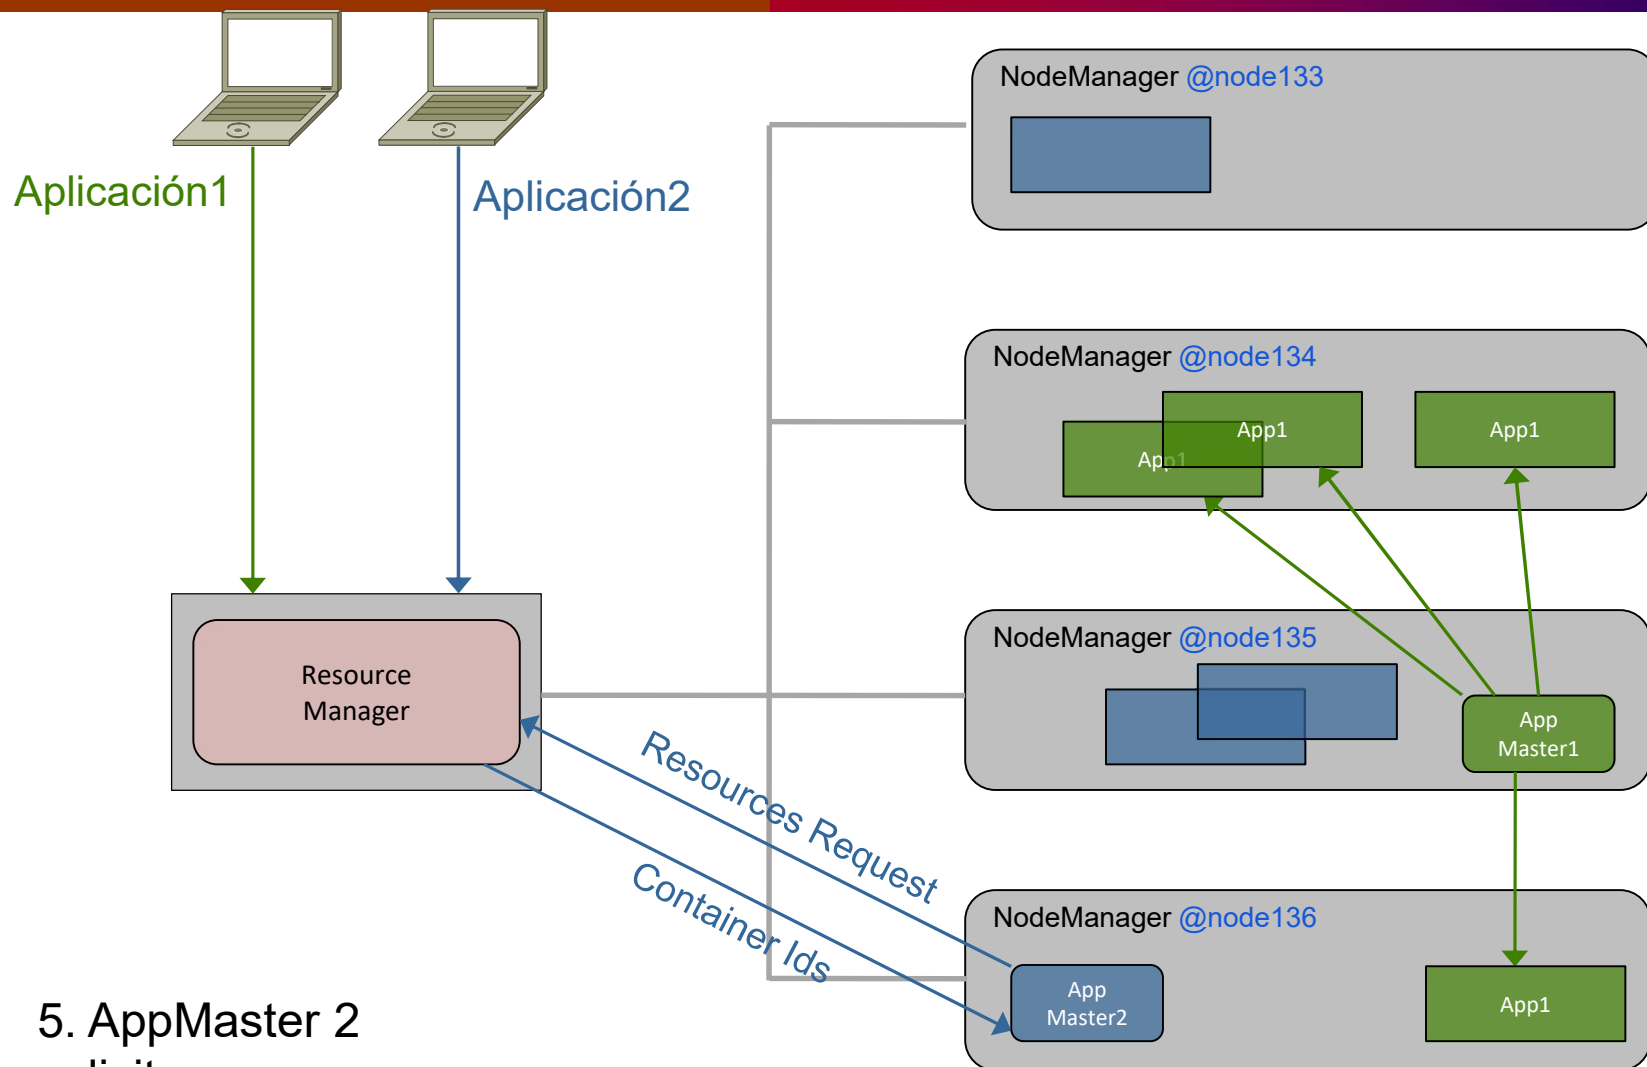 Aplicación1
Aplicación2
NodeManager @node133
NodeManager @node134
App1
App1
App1
Resource
Manager
NodeManager @node135
App
Master1
Resources Request
Container Ids
NodeManager @node136
App
Master2
App1
5. AppMaster 2